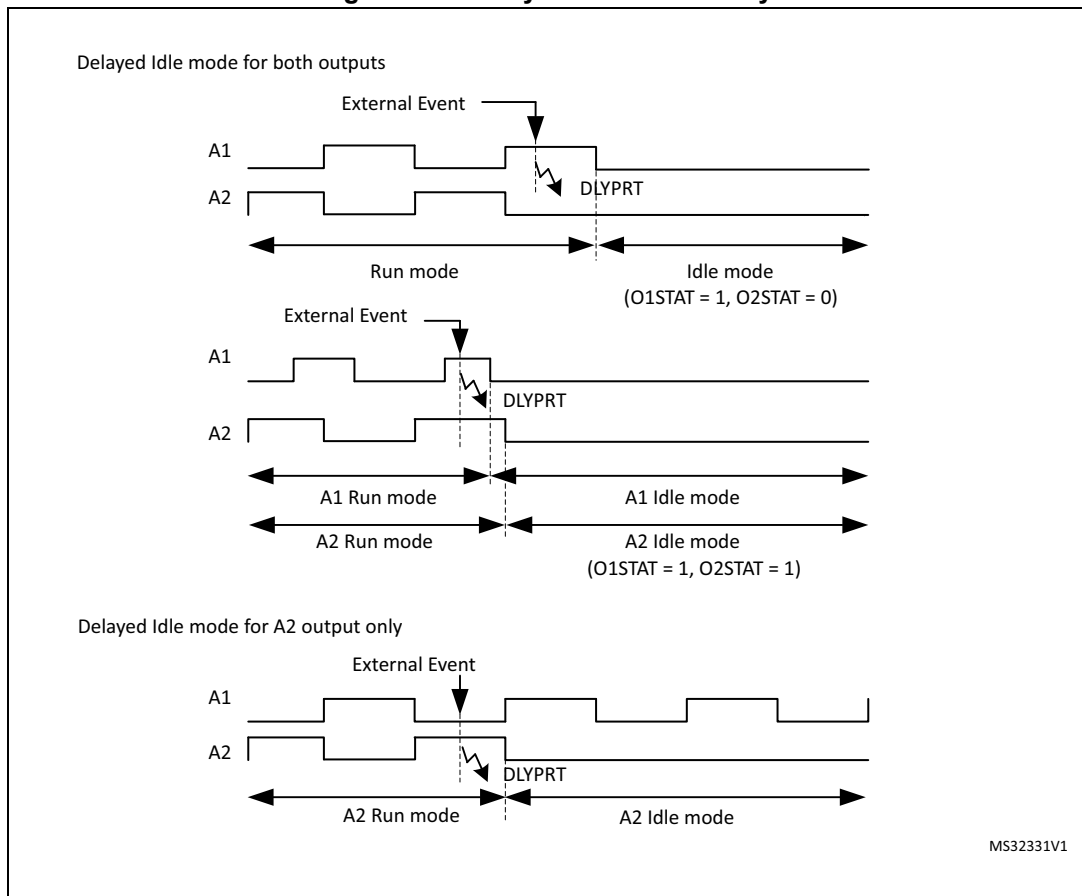 Delayed Idle mode for both outputs
External Event
A1
DLYPRT
A2
Run mode
Idle mode
(O1STAT = 1, O2STAT = 0)
External Event
A1
DLYPRT
A2
A1 Run mode
A1 Idle mode
A2 Run mode
A2 Idle mode
(O1STAT = 1, O2STAT = 1)
Delayed Idle mode for A2 output only
External Event
A1
A2
DLYPRT
A2 Run mode
A2 Idle mode
MS32331V1